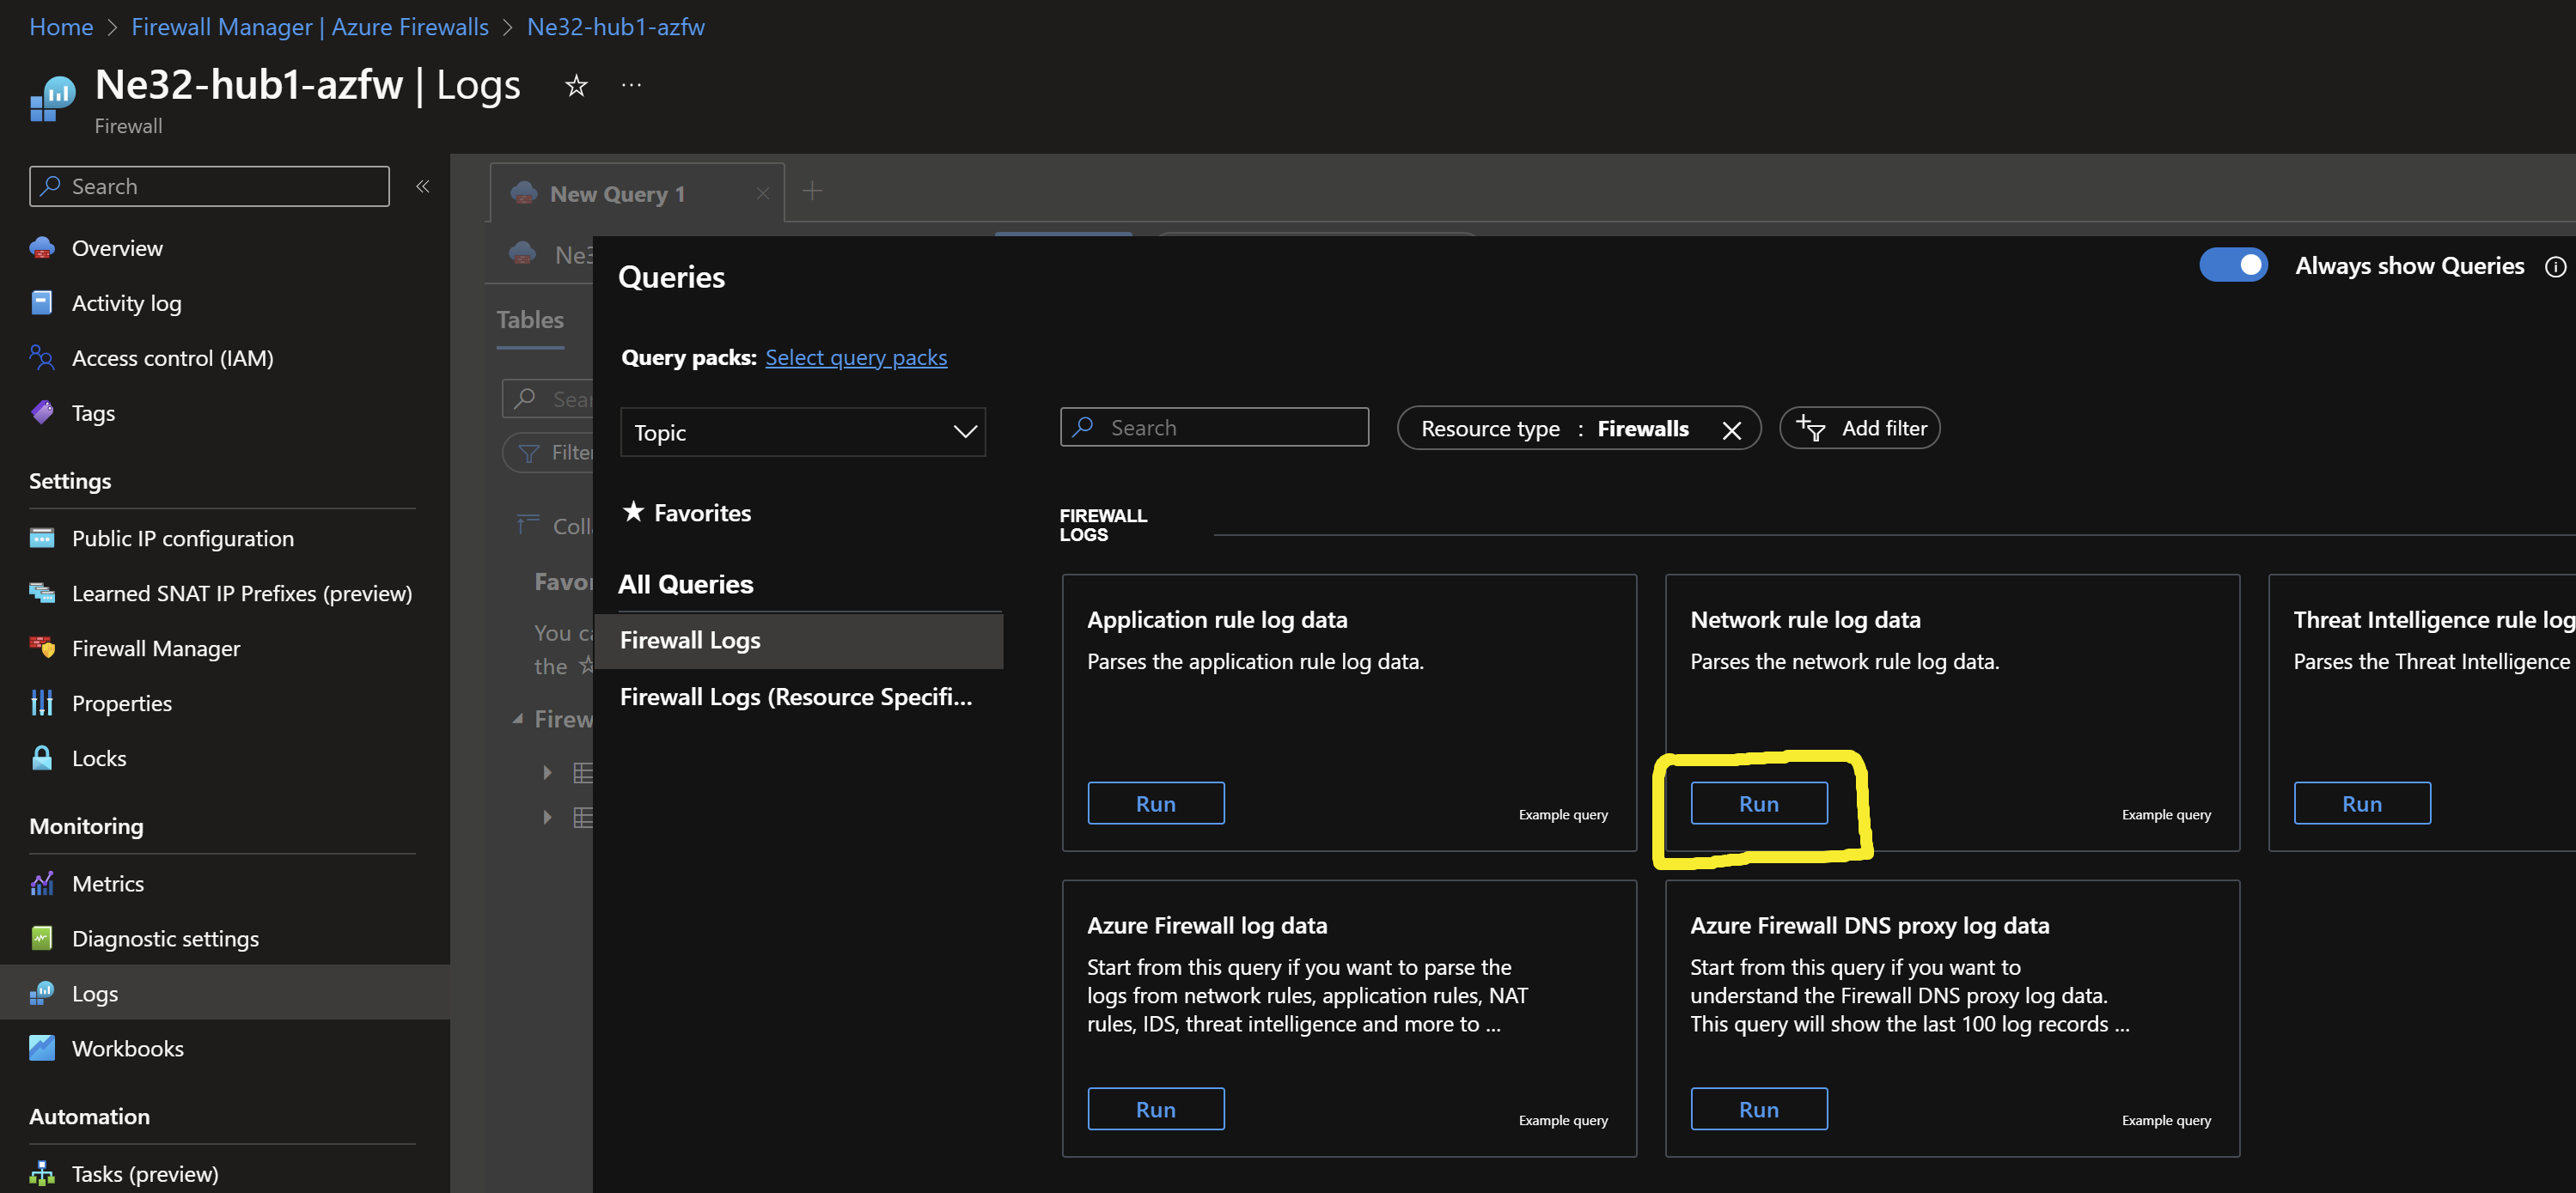 Home > Firewall Manager | Azure Firewalls > Ne32-hub1-azfw
Ne32-hub1-azfw | Logs
Firewall
Search
Overview
Activity log
Access control (IAM)
Tags
Settings
Public IP configuration
Learned SNAT IP Prefixes (preview)
Firewall Manager
Properties
Locks
Monitoring
Metrics
Diagnostic settings
Logs
Workbooks
Automation
Tasks (preview)
New Query 1
Ne3
Tables
Sear
Filter
Colla
Favor
You ca
the
Firew
Queries
Always show Queries
Query packs: Select query packs
Topic
Search
Resource type : Firewalls
Add filter
Favorites
All Queries
Firewall Logs
Firewall Logs (Resource Specifi...
FIREWALL
LOGS
Application rule log data
Parses the application rule log data.
Run
Example query
Network rule log data
Parses the network rule log data.
Run
Example query
Threat Intelligence rule log
Parses the Threat Intelligence
Run
Azure Firewall log data
Start from this query if you want to parse the
logs from network rules, application rules, NAT
rules, IDS, threat intelligence and more to ...
Run
Example query
Azure Firewall DNS proxy log data
Start from this query if you want to
understand the Firewall DNS proxy log data.
This query will show the last 100 log records ...
Run
Example query